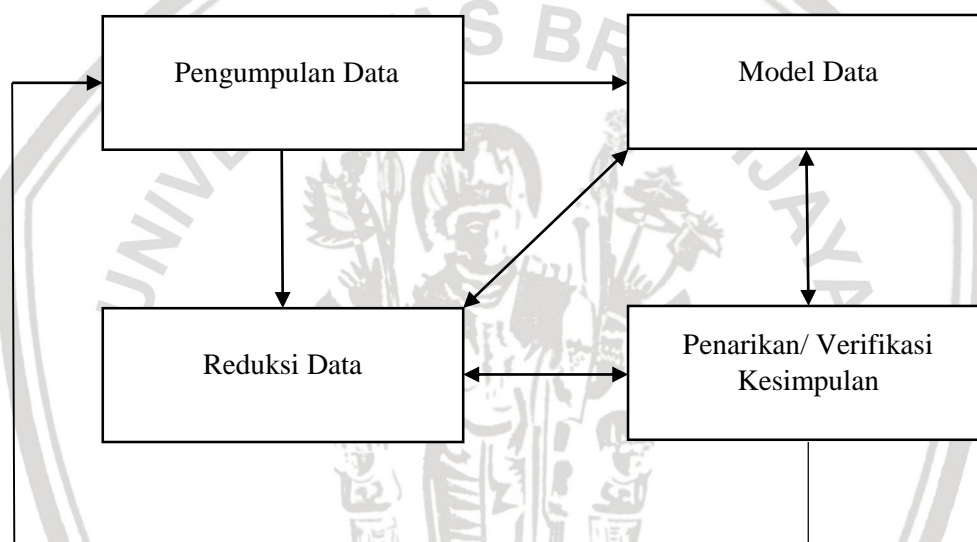 Pengumpulan Data
Model Data
Reduksi Data
Penarikan/ Verifikasi
Kesimpulan